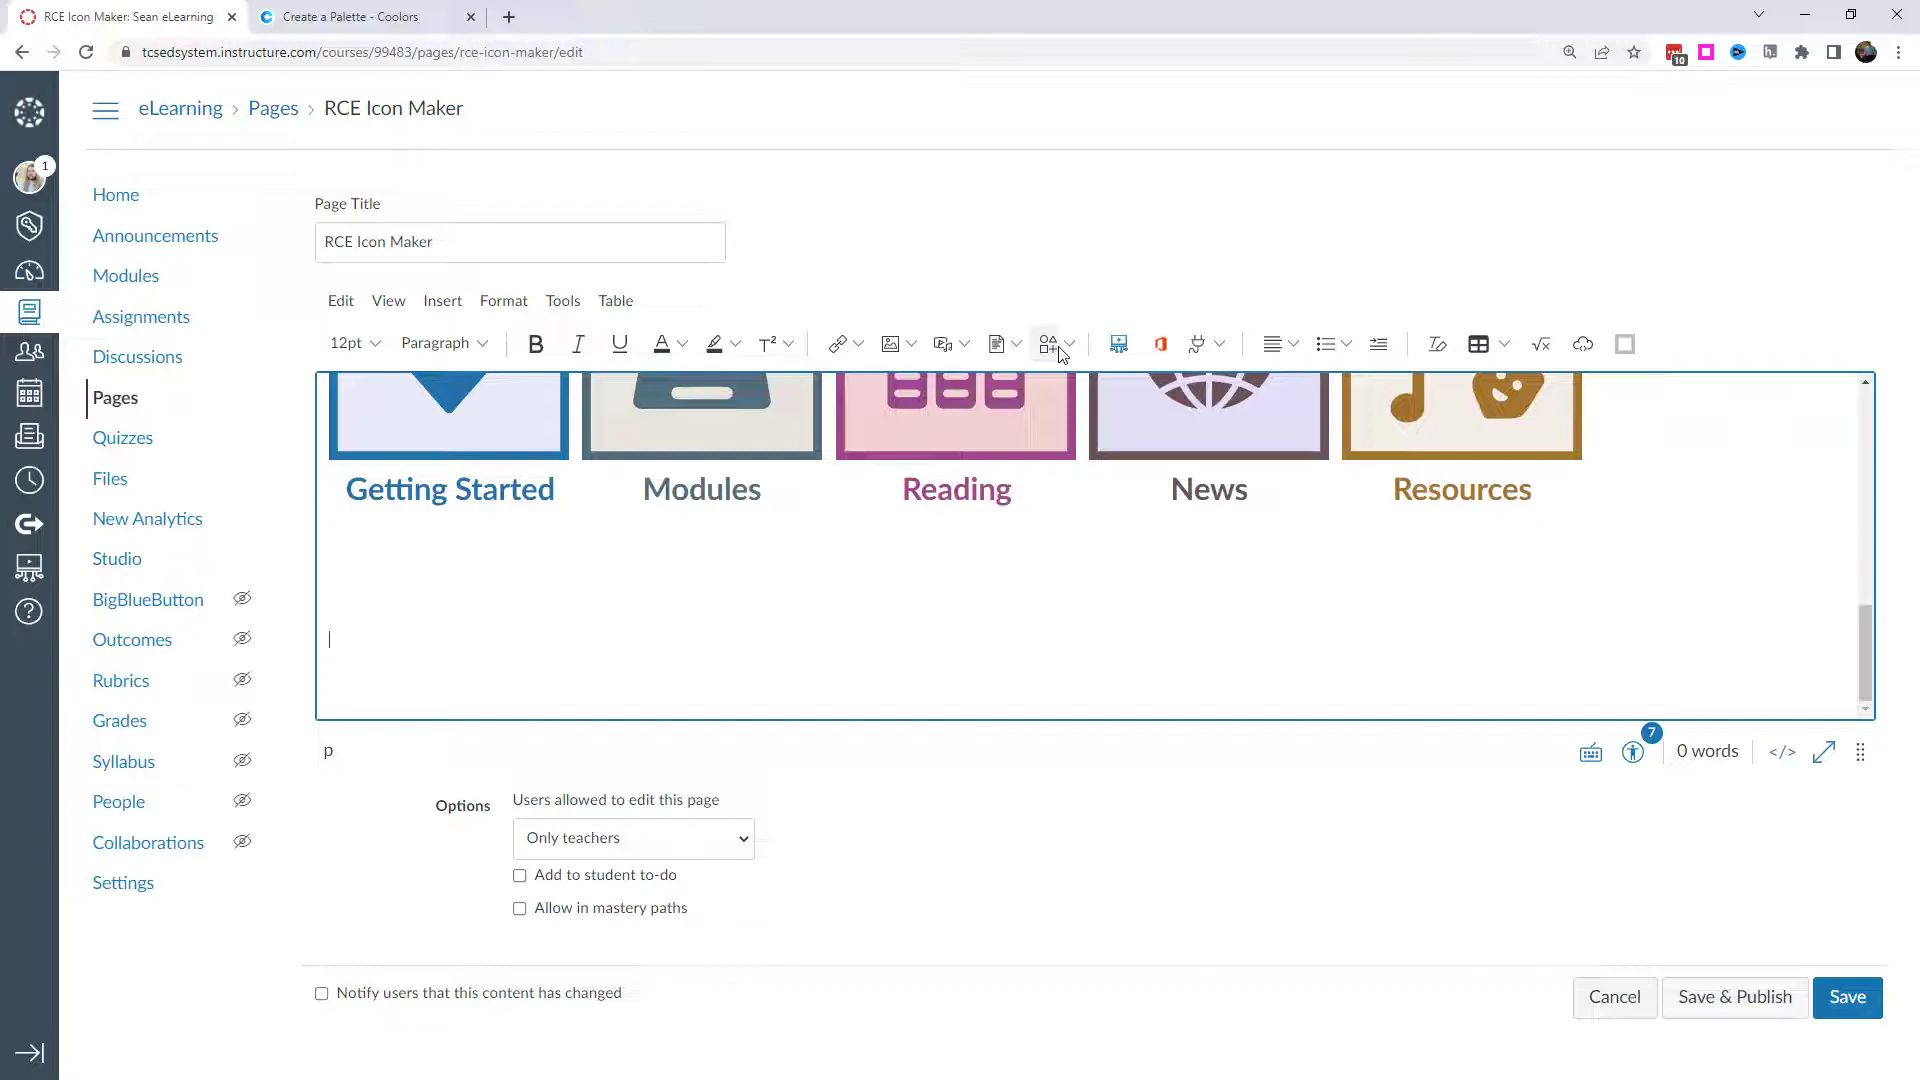 RCE Icon Maker: Sean eLearning
Create a Palette - Coolors
tcsedsystem.instructure.com/courses/99483/pages/rce-icon-maker/edit
10
eLearning › Pages › RCE Icon Maker
1
Home
Announcements
Modules
Assignments
Discussions
Pages
Quizzes
Files
New Analytics
Studio
BigBlueButton
Outcomes
Rubrics
Grades
Syllabus
People
Collaborations
Settings
Page Title
RCE Icon Maker
Edit View Insert Format Tools Table
12pt Paragraph B I U A T² √x
Getting Started Modules Reading News Resources
p
7
0 words </>
Options
Users allowed to edit this page
Only teachers
Add to student to-do
Allow in mastery paths
Notify users that this content has changed
Cancel Save & Publish Save